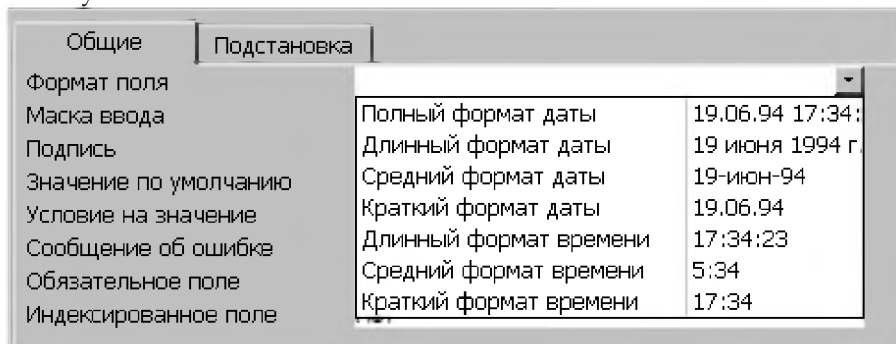 Общие Подстановка
Формат поля
Маска ввода Полный формат даты 19.06.94 17:34:
Подпись Длинный формат даты 19 июня 1994 г.
Значение по умолчанию Средний формат даты 19-июн-94
Условие на значение Краткий формат даты 19.06.94
Сообщение об ошибке Длинный формат времени 17:34:23
Обязательное поле Средний формат времени 5:34
Индексированное поле Краткий формат времени 17:34